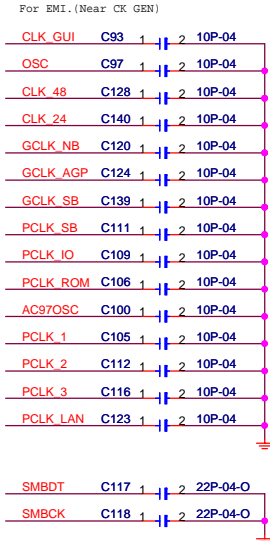 For EMI.(Near CK GEN)
CLK_GUI C93 1 2 10P-04
OSC C97 1 2 10P-04
CLK_48 C128 1 2 10P-04
CLK_24 C140 1 2 10P-04
GCLK_NB C120 1 2 10P-04
GCLK_AGP C124 1 2 10P-04
GCLK_SB C139 1 2 10P-04
PCLK_SB C111 1 2 10P-04
PCLK_IO C109 1 2 10P-04
PCLK_ROM C106 1 2 10P-04
AC97OSC C100 1 2 10P-04
PCLK_1 C105 1 2 10P-04
PCLK_2 C112 1 2 10P-04
PCLK_3 C116 1 2 10P-04
PCLK_LAN C123 1 2 10P-04
SMBDT C117 1 2 22P-04-O
SMBCK C118 1 2 22P-04-O